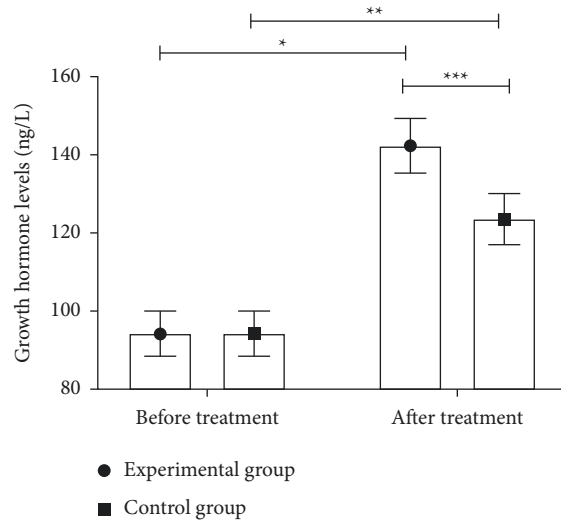 **
*
***
160
140
120
100
80
Growth hormone levels (ng/L)
Before treatment
After treatment
Experimental group
Control group